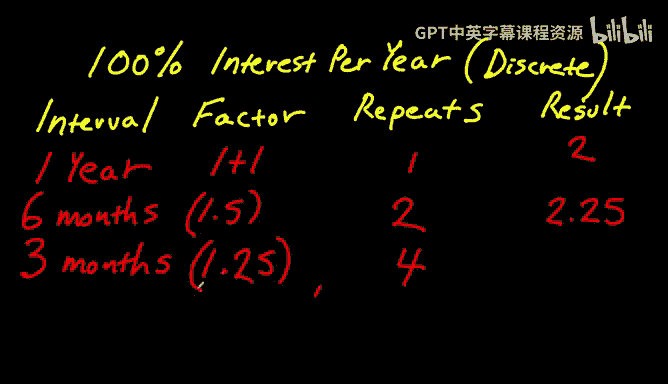 GPT中英字幕课程资源 bilibili
100% Interest Per Year (Discrete)
Interval Factor Repeats Result
1 Year 1+1 1 2
6 months (1.5) 2 2.25
3 months (1.25) 4